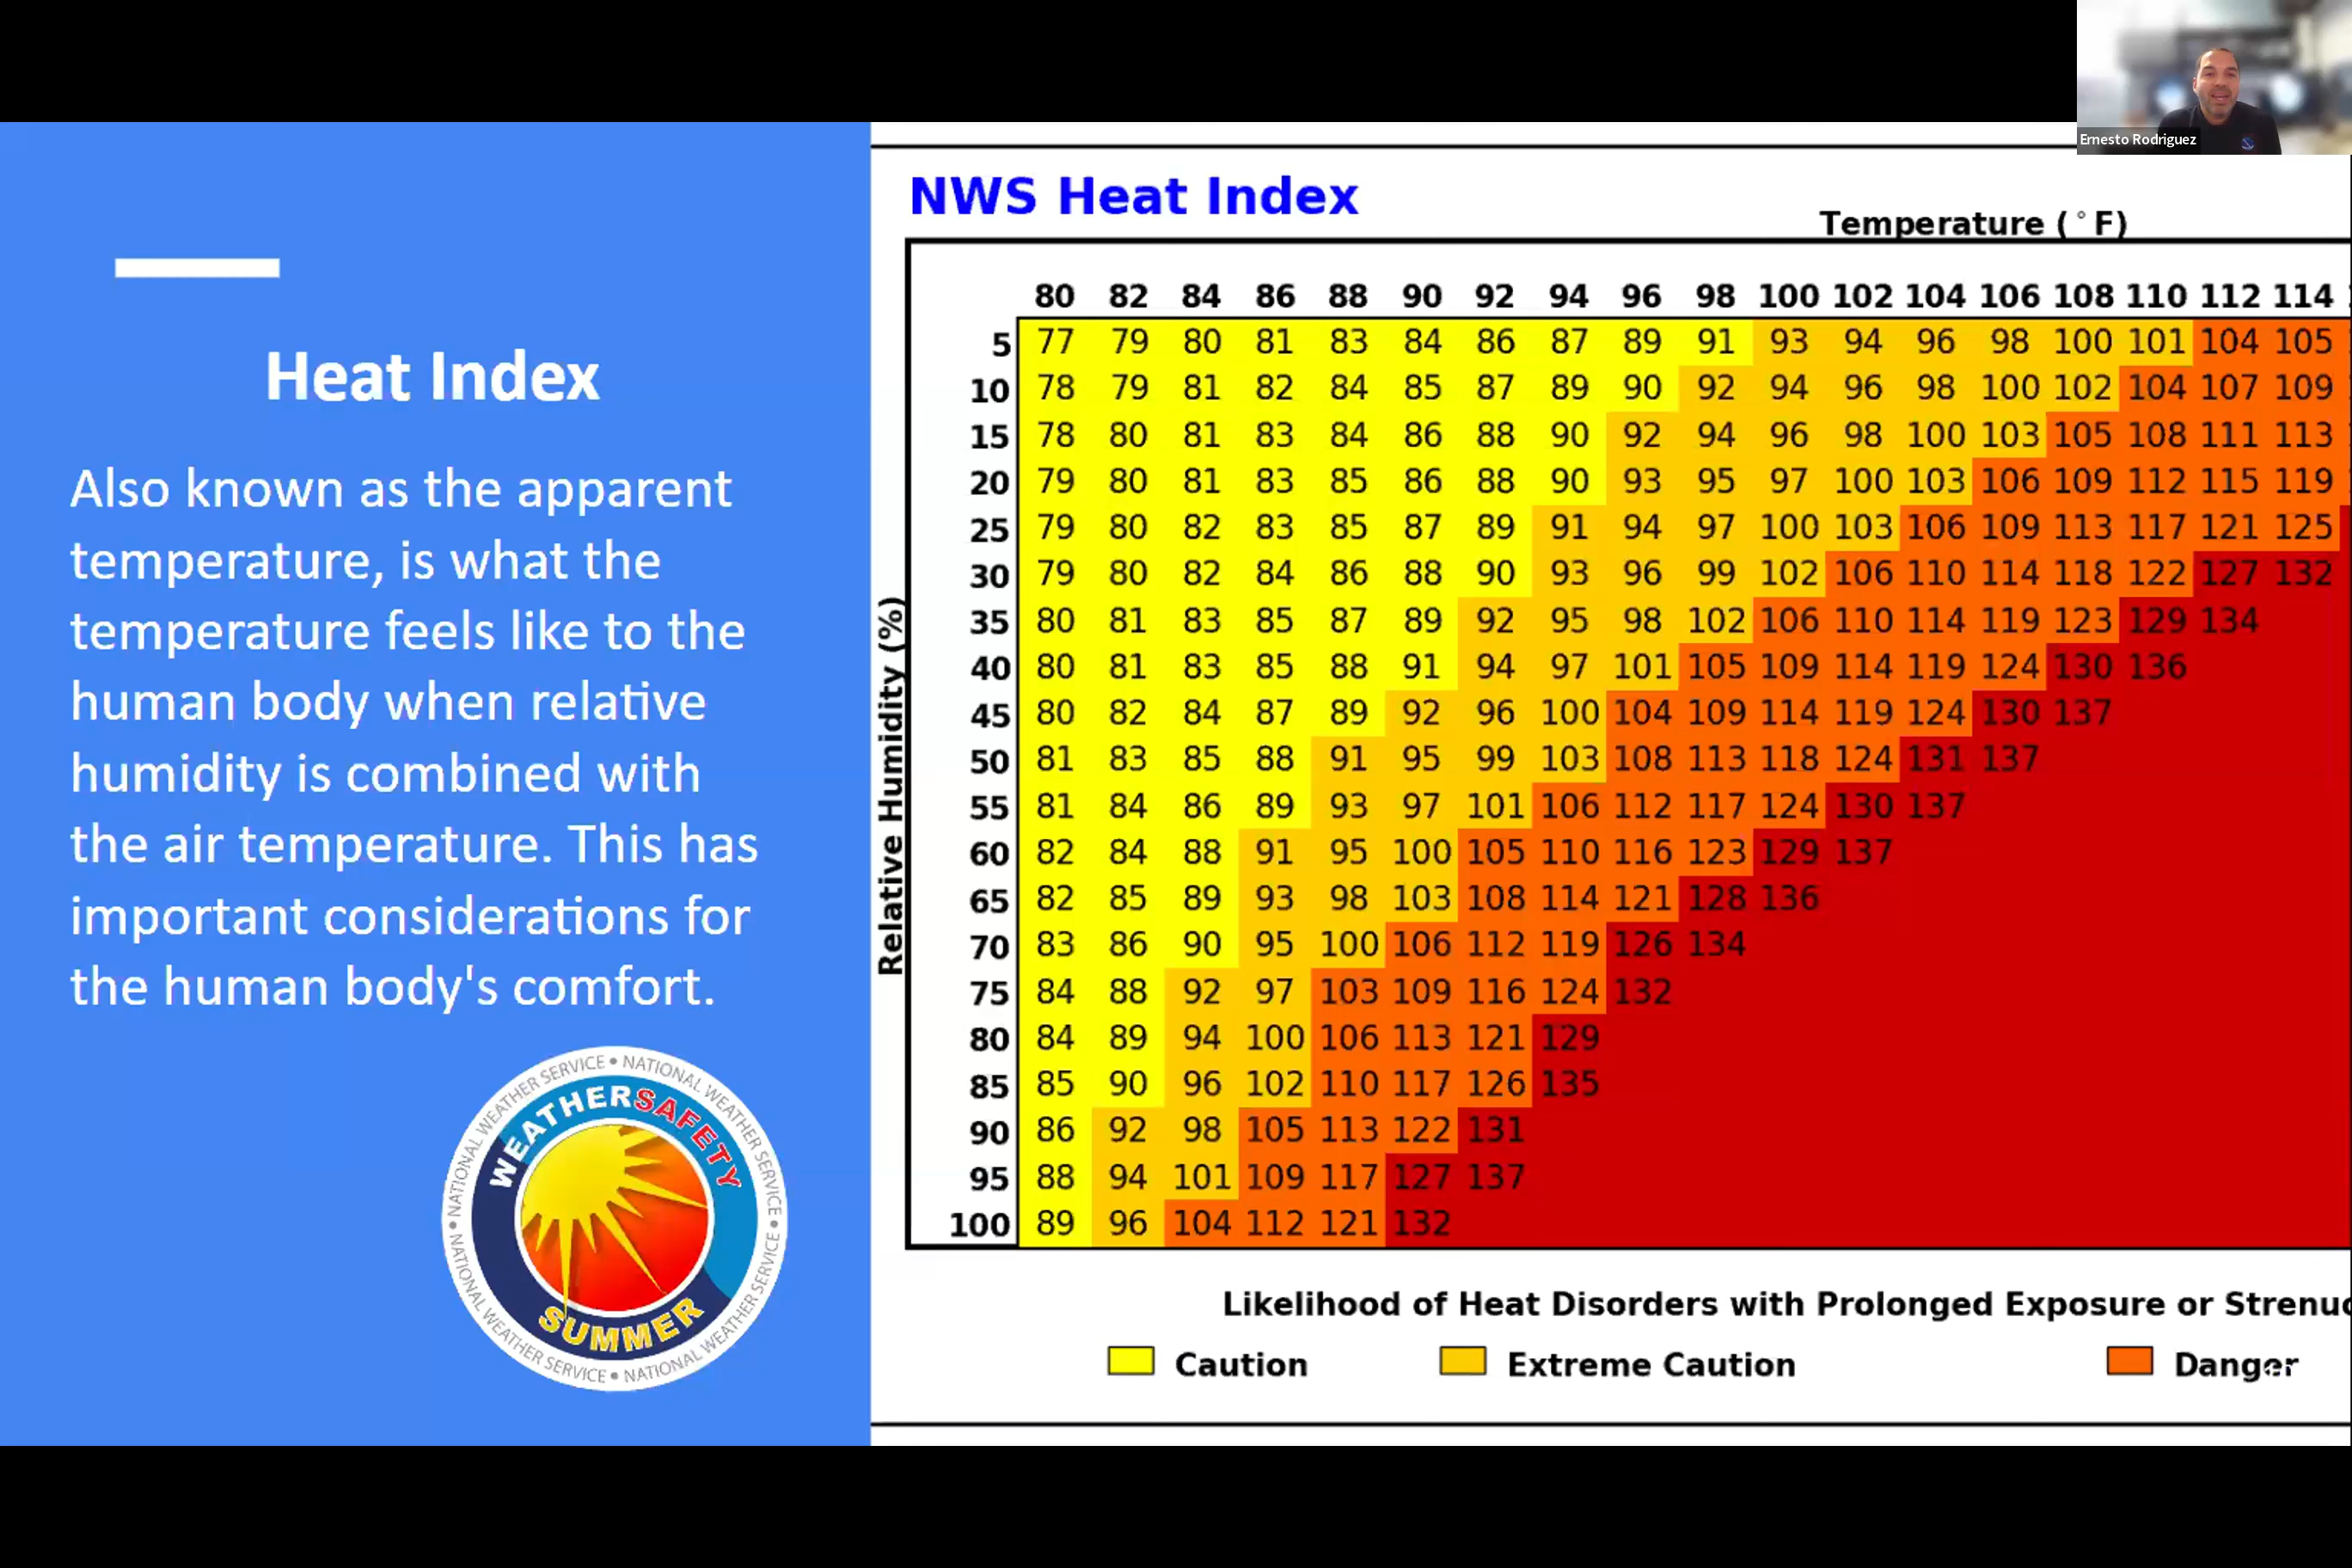 Ernesto Rodriguez
Heat Index
Also known as the apparent
temperature, is what the
temperature feels like to the
human body when relative
humidity is combined with
the air temperature. This has
important considerations for
the human body's comfort.
• NATIONAL WEATHER SERVICE • NATIONAL WEATHER SERVICE
• NATIONAL WEATHER SERVICE • NATIONAL WEATHER SERVICE
WEATHERSAFETY
SUMMER
NWS Heat Index
Temperature (°F)
80 82 84 86 88 90 92 94 96 98 100 102 104 106 108 110 112 114
Relative Humidity (%)
5 77 79 80 81 83 84 86 87 89 91 93 94 96 98 100 101 104 105
10 78 79 81 82 84 85 87 89 90 92 94 96 98 100 102 104 107 109
15 78 80 81 83 84 86 88 90 92 94 96 98 100 103 105 108 111 113
20 79 80 81 83 85 86 88 90 93 95 97 100 103 106 109 112 115 119
25 79 80 82 83 85 87 89 91 94 97 100 103 106 109 113 117 121 125
30 79 80 82 84 86 88 90 93 96 99 102 106 110 114 118 122 127 132
35 80 81 83 85 87 89 92 95 98 102 106 110 114 119 123 129 134
40 80 81 83 85 88 91 94 97 101 105 109 114 119 124 130 136
45 80 82 84 87 89 92 96 100 104 109 114 119 124 130 137
50 81 83 85 88 91 95 99 103 108 113 118 124 131 137
55 81 84 86 89 93 97 101 106 112 117 124 130 137
60 82 84 88 91 95 100 105 110 116 123 129 137
65 82 85 89 93 98 103 108 114 121 128 136
70 83 86 90 95 100 106 112 119 126 134
75 84 88 92 97 103 109 116 124 132
80 84 89 94 100 106 113 121 129
85 85 90 96 102 110 117 126 135
90 86 92 98 105 113 122 131
95 88 94 101 109 117 127 137
100 89 96 104 112 121 132
Likelihood of Heat Disorders with Prolonged Exposure or
Caution Extreme Caution Danger